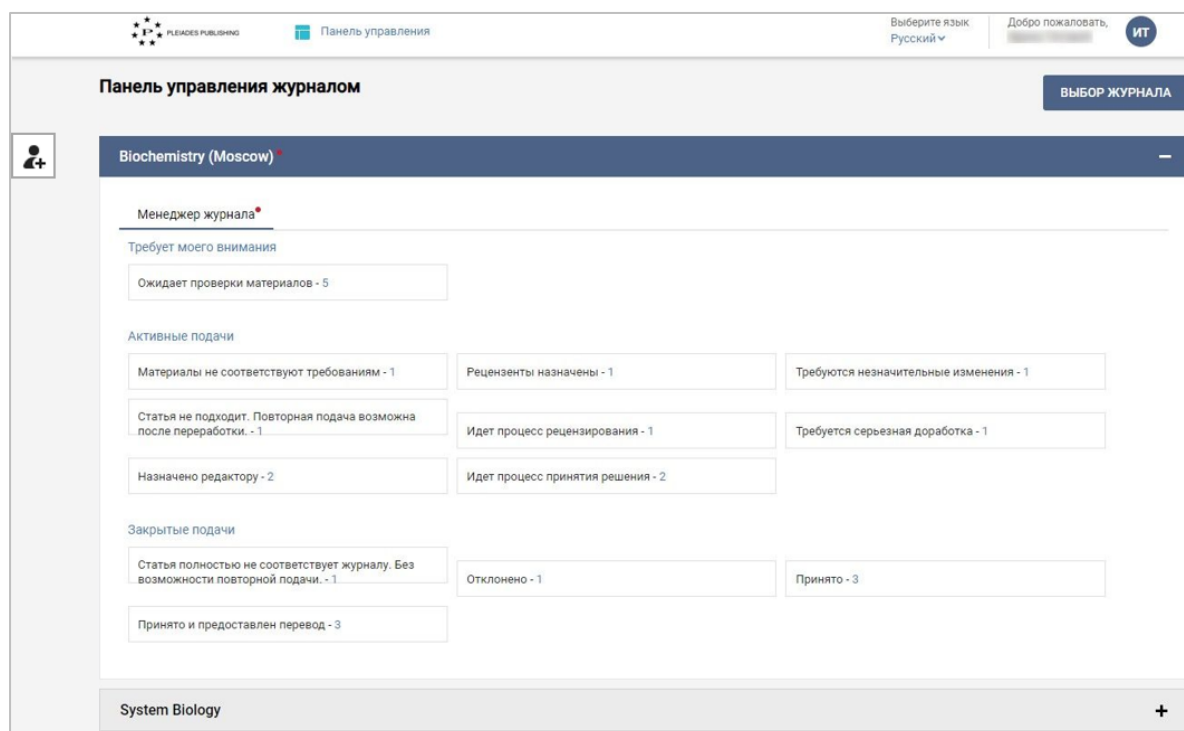 P PLEIADES PUBLISHING
Панель управления
Выберите язык
Русский
Добро пожаловать,
ИТ
Панель управления журналом
ВЫБОР ЖУРНАЛА
Biochemistry (Moscow)
Менеджер журнала
Требует моего внимания
Ожидает проверки материалов - 5
Активные подачи
Материалы не соответствуют требованиям - 1
Рецензенты назначены - 1
Требуются незначительные изменения - 1
Статья не подходит. Повторная подача возможна
после переработки. - 1
Идет процесс рецензирования - 1
Требуется серьезная доработка - 1
Назначено редактору - 2
Идет процесс принятия решения - 2
Закрытые подачи
Статья полностью не соответствует журналу. Без
возможности повторной подачи. - 1
Отклонено - 1
Принято - 3
Принято и предоставлен перевод - 3
System Biology